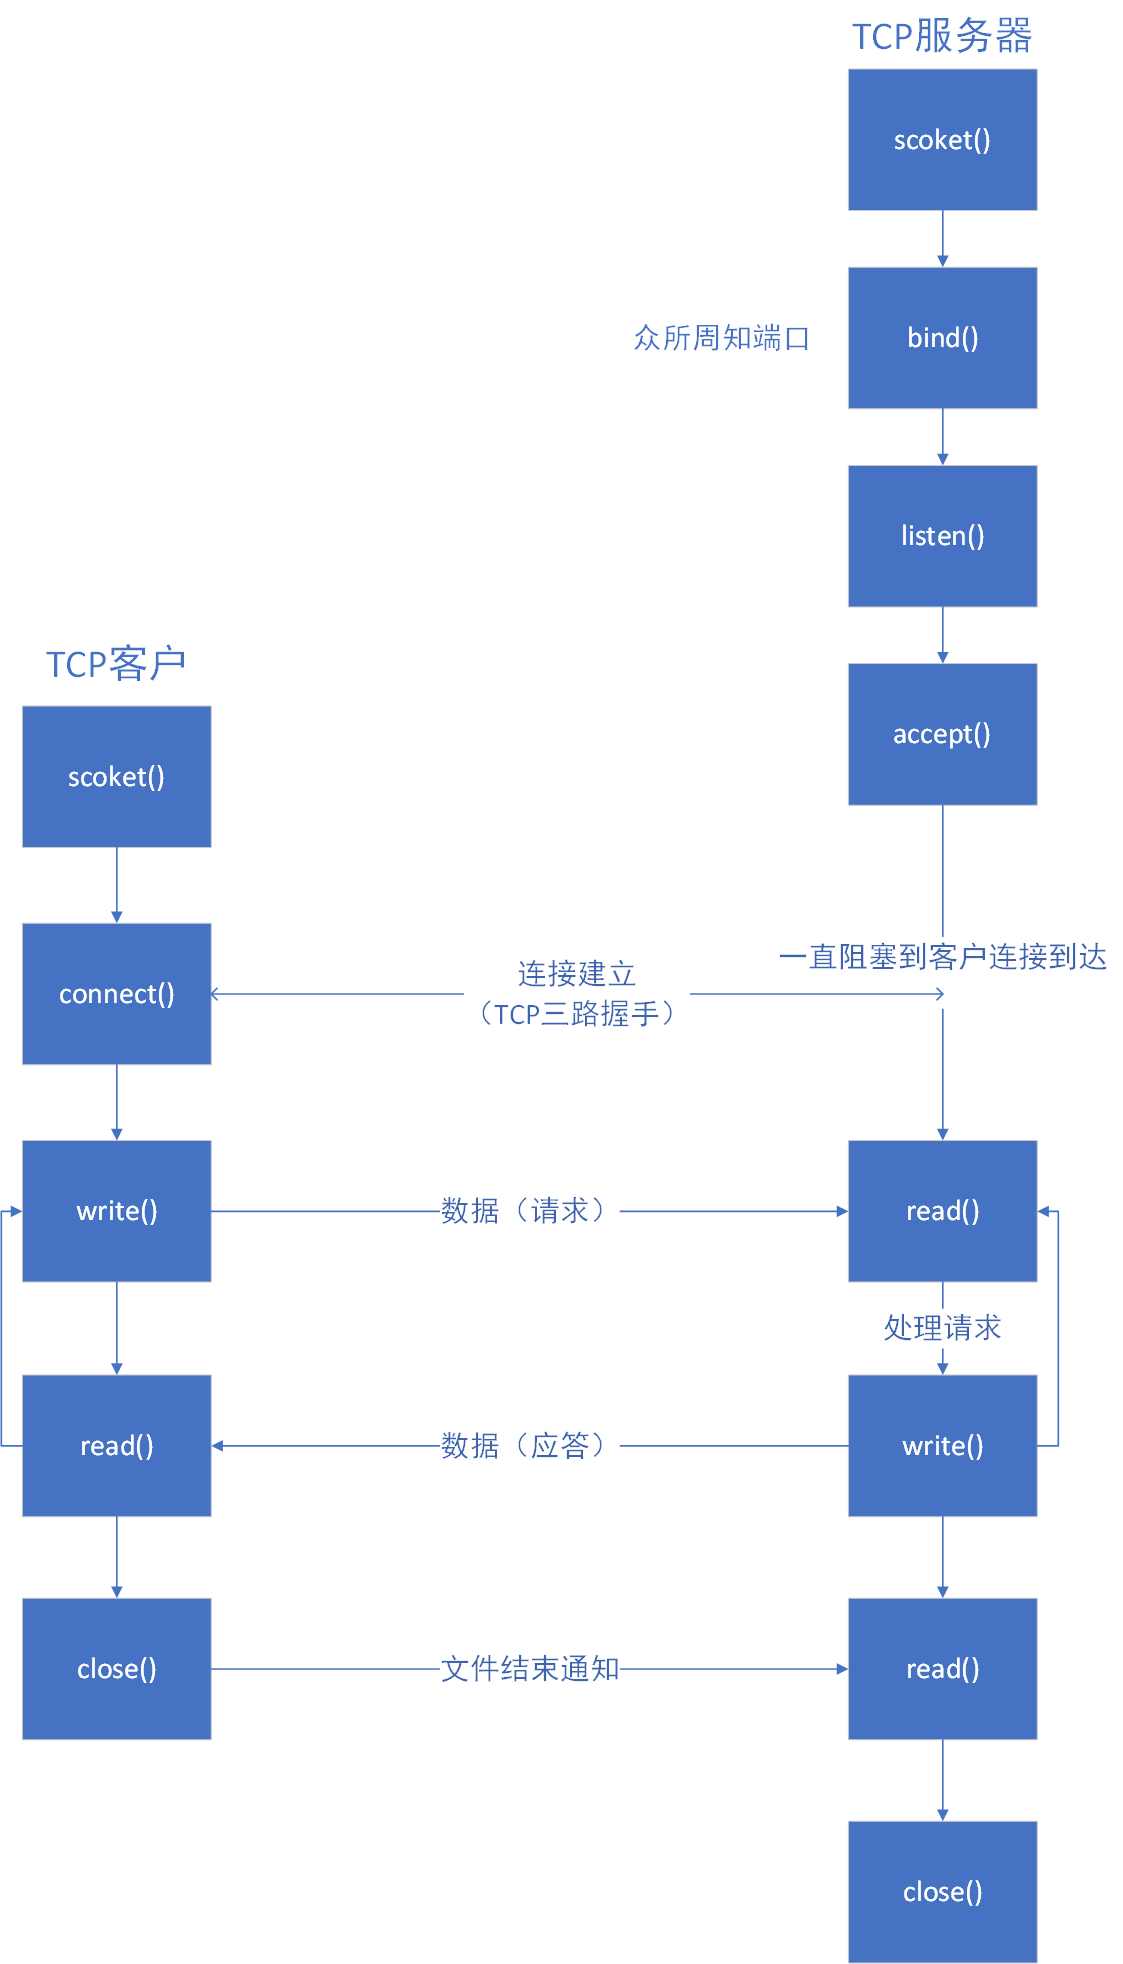 TCP服务器
scoket()
众所周知端口
bind()
listen()
TCP客户
accept()
scoket()
一直阻塞到客户连接到达
connect()
连接建立
（TCP三路握手）
write()
数据（请求）
read()
处理请求
read()
数据（应答）
write()
close()
文件结束通知
read()
close()